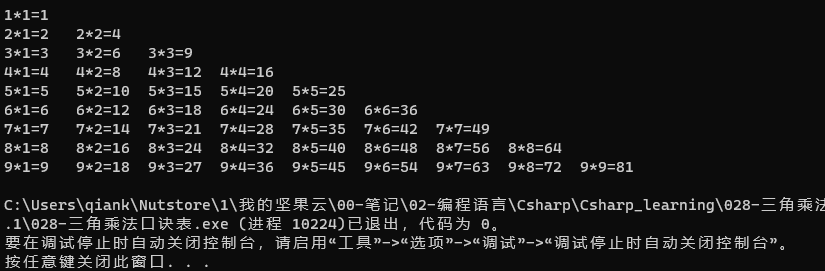 1*1=1
2*1=2   2*2=4
3*1=3   3*2=6   3*3=9
4*1=4   4*2=8   4*3=12  4*4=16
5*1=5   5*2=10  5*3=15  5*4=20  5*5=25
6*1=6   6*2=12  6*3=18  6*4=24  6*5=30  6*6=36
7*1=7   7*2=14  7*3=21  7*4=28  7*5=35  7*6=42  7*7=49
8*1=8   8*2=16  8*3=24  8*4=32  8*5=40  8*6=48  8*7=56  8*8=64
9*1=9   9*2=18  9*3=27  9*4=36  9*5=45  9*6=54  9*7=63  9*8=72  9*9=81
C:\Users\qiank\Nutstore\1\我的坚果云\00-笔记\02-编程语言\Csharp\Csharp_learning\028-三角乘法
.1\028-三角乘法口诀表.exe (进程 10224)已退出，代码为 0。
要在调试停止时自动关闭控制台，请启用“工具”->“选项”->“调试”->“调试停止时自动关闭控制台”。
按任意键关闭此窗口. . .